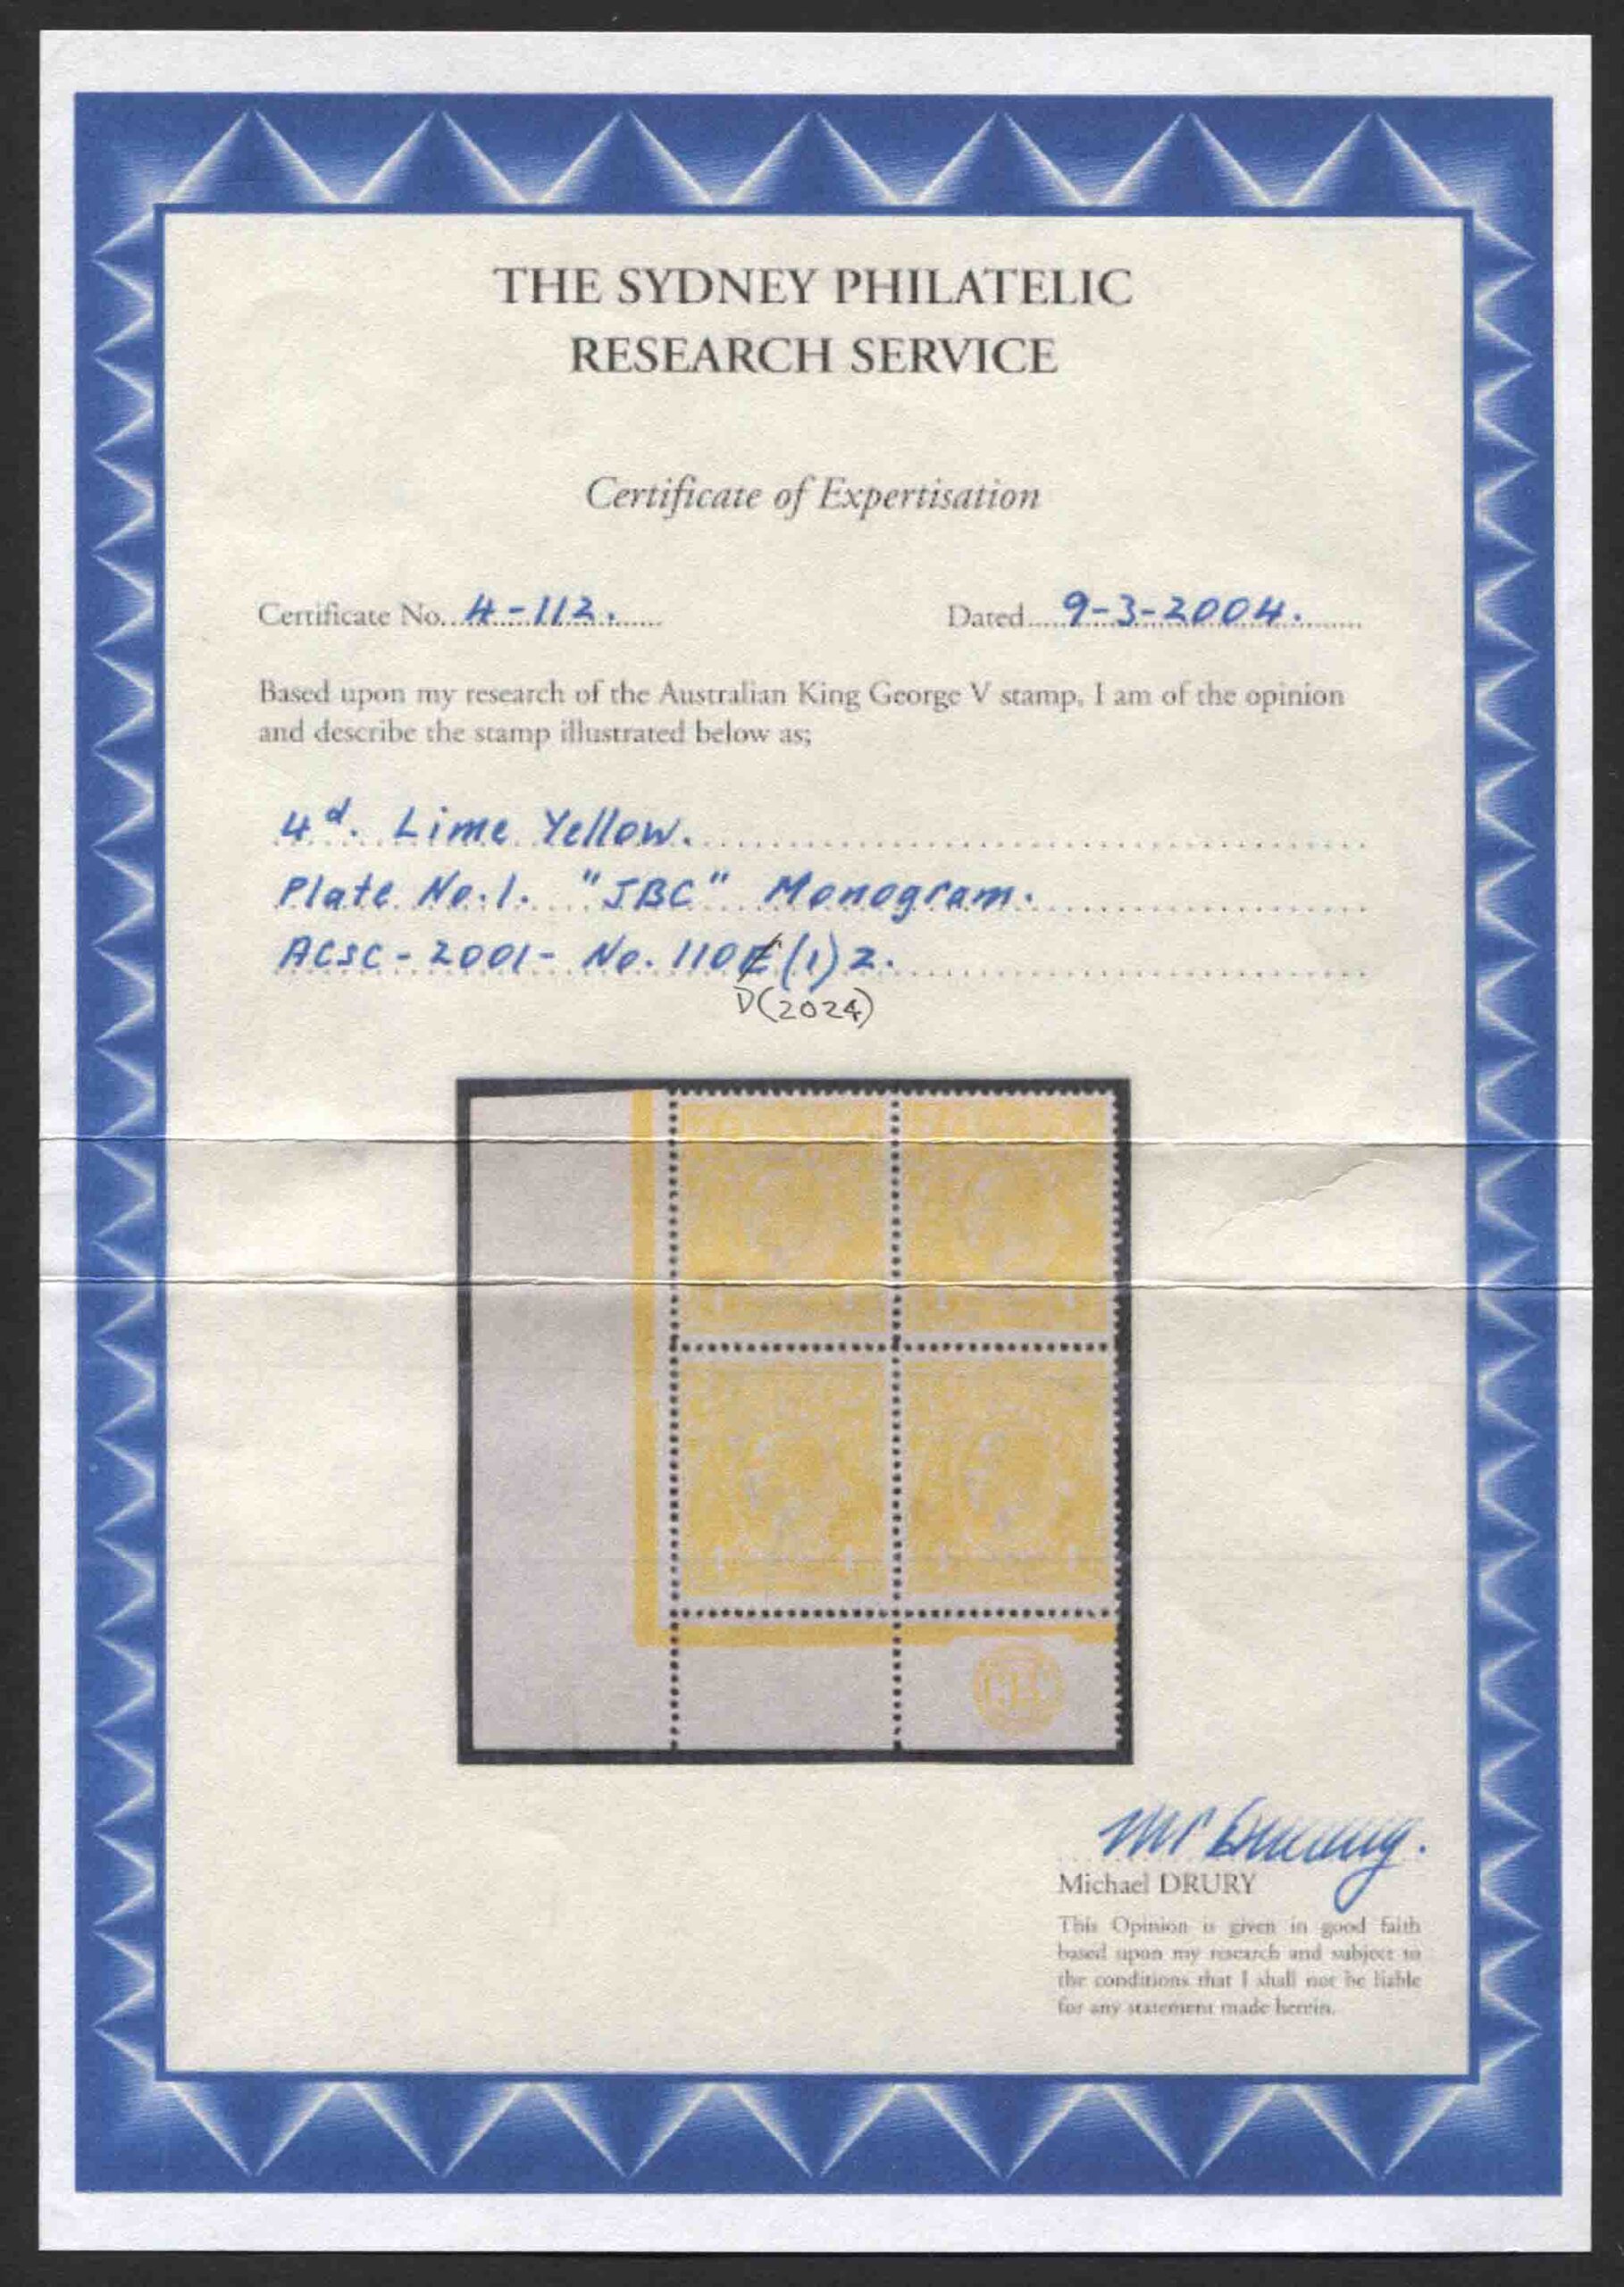 THE SYDNEY PHILATELIC
RESEARCH SERVICE
Certificate of Expertisation
Certificate No. 4-112. Dated 9-3-2004.
Based upon my research of the Australian King George V stamp, I am of the opinion
and describe the stamp illustrated below as;
4d. Lime Yellow.
Plate No.1. "JBC" Monogram.
ACSC-2001- No. 110E(1)z.
D(2024)
Michael DRURY
This Opinion is given in good faith
based upon my research and subject to
the conditions that I shall not be liable
for any statement made herein.